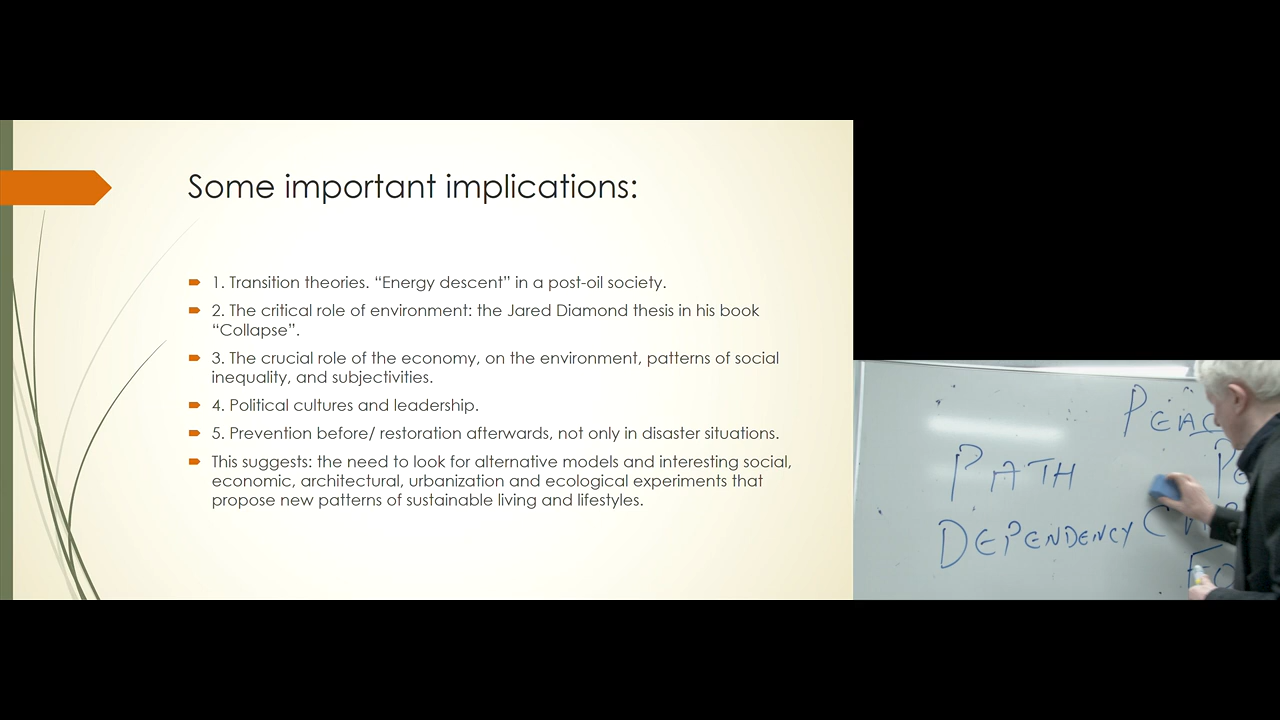 Some important implications:
1. Transition theories. “Energy descent” in a post-oil society.
2. The critical role of environment: the Jared Diamond thesis in his book
“Collapse”.
3. The crucial role of the economy, on the environment, patterns of social
inequality, and subjectivities.
4. Political cultures and leadership.
5. Prevention before/ restoration afterwards, not only in disaster situations.
This suggests: the need to look for alternative models and interesting social,
economic, architectural, urbanization and ecological experiments that
propose new patterns of sustainable living and lifestyles.
PATH
DEPENDENCY